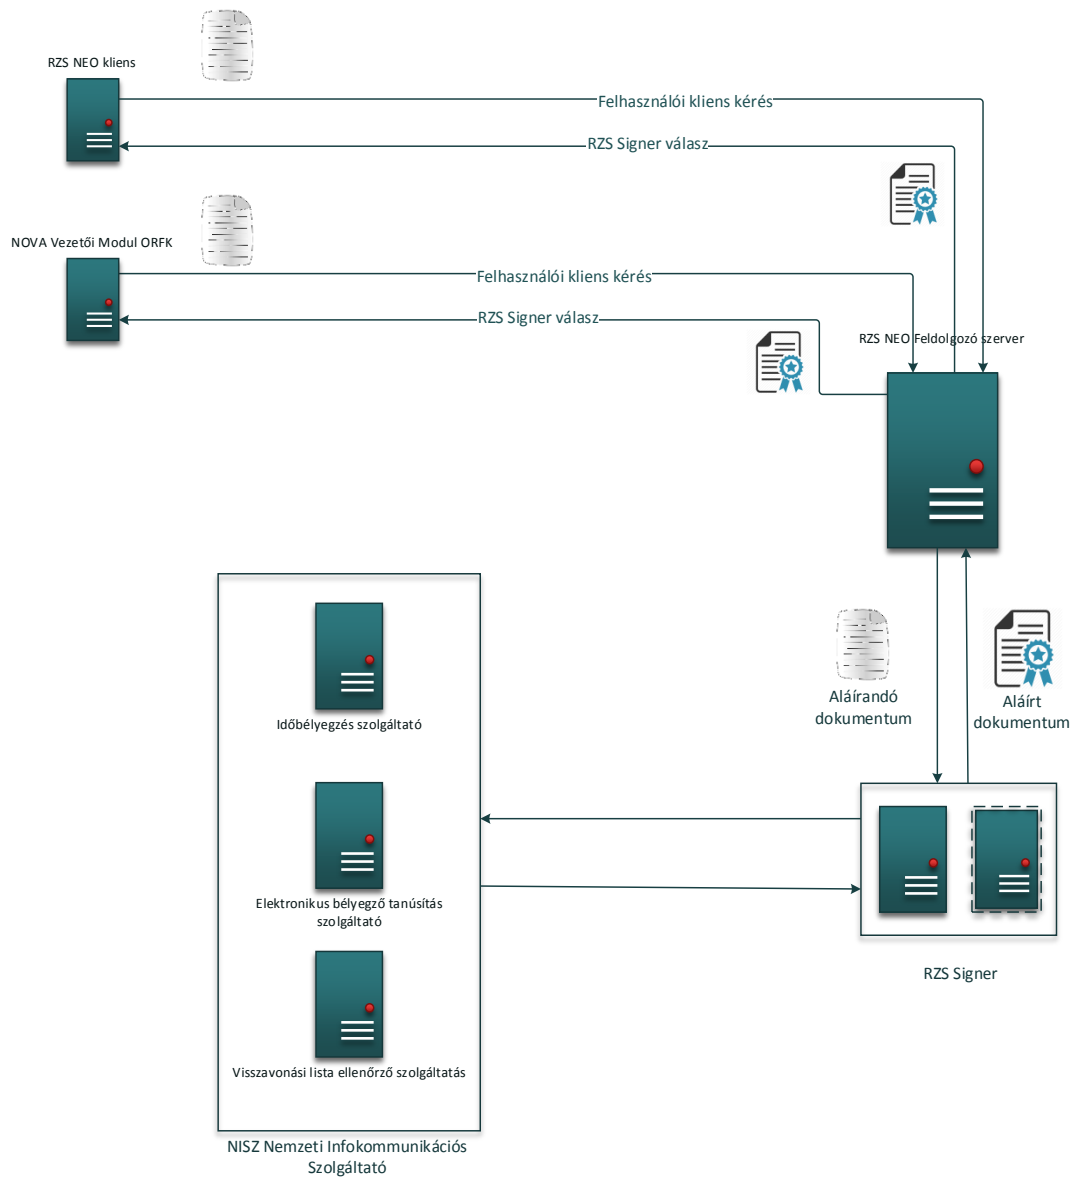 RZS NEO kliens
Felhasználói kliens kérés
RZS Signer válasz
NOVA Vezetői Modul ORFK
Felhasználói kliens kérés
RZS Signer válasz
RZS NEO Feldolgozó szerver
Aláírandó
dokumentum
Aláírt
dokumentum
Időbélyegzés szolgáltató
Elektronikus bélyegző tanúsítás
szolgáltató
RZS Signer
Visszavonási lista ellenőrző szolgáltatás
NISZ Nemzeti Infokommunikációs
Szolgáltató